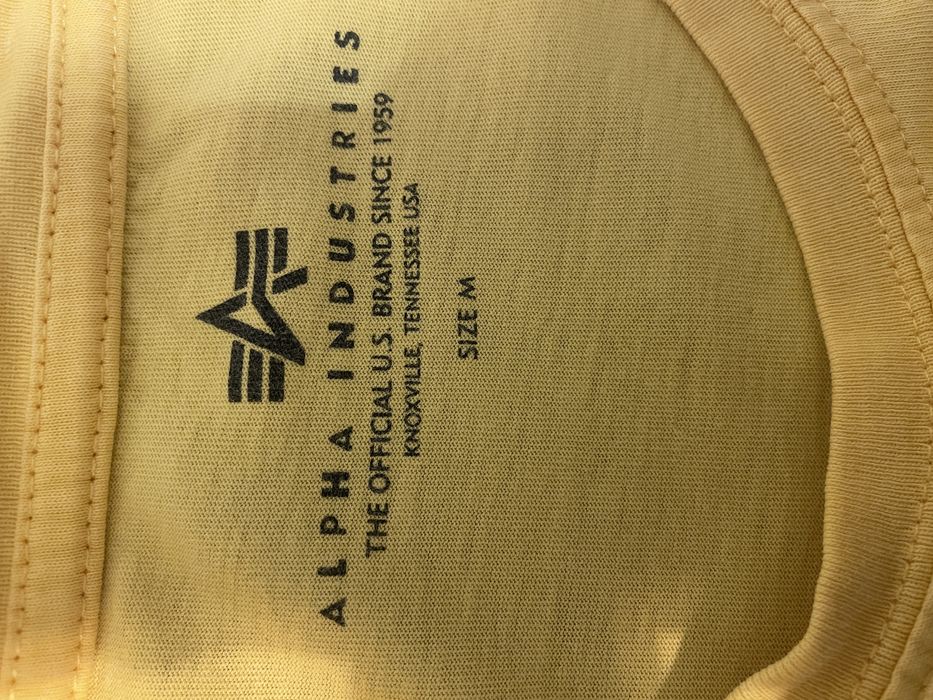 ALPHA INDUSTRIES
THE OFFICIAL U.S. BRAND SINCE 1959
KNOXVILLE, TENNESSEE USA
SIZE M